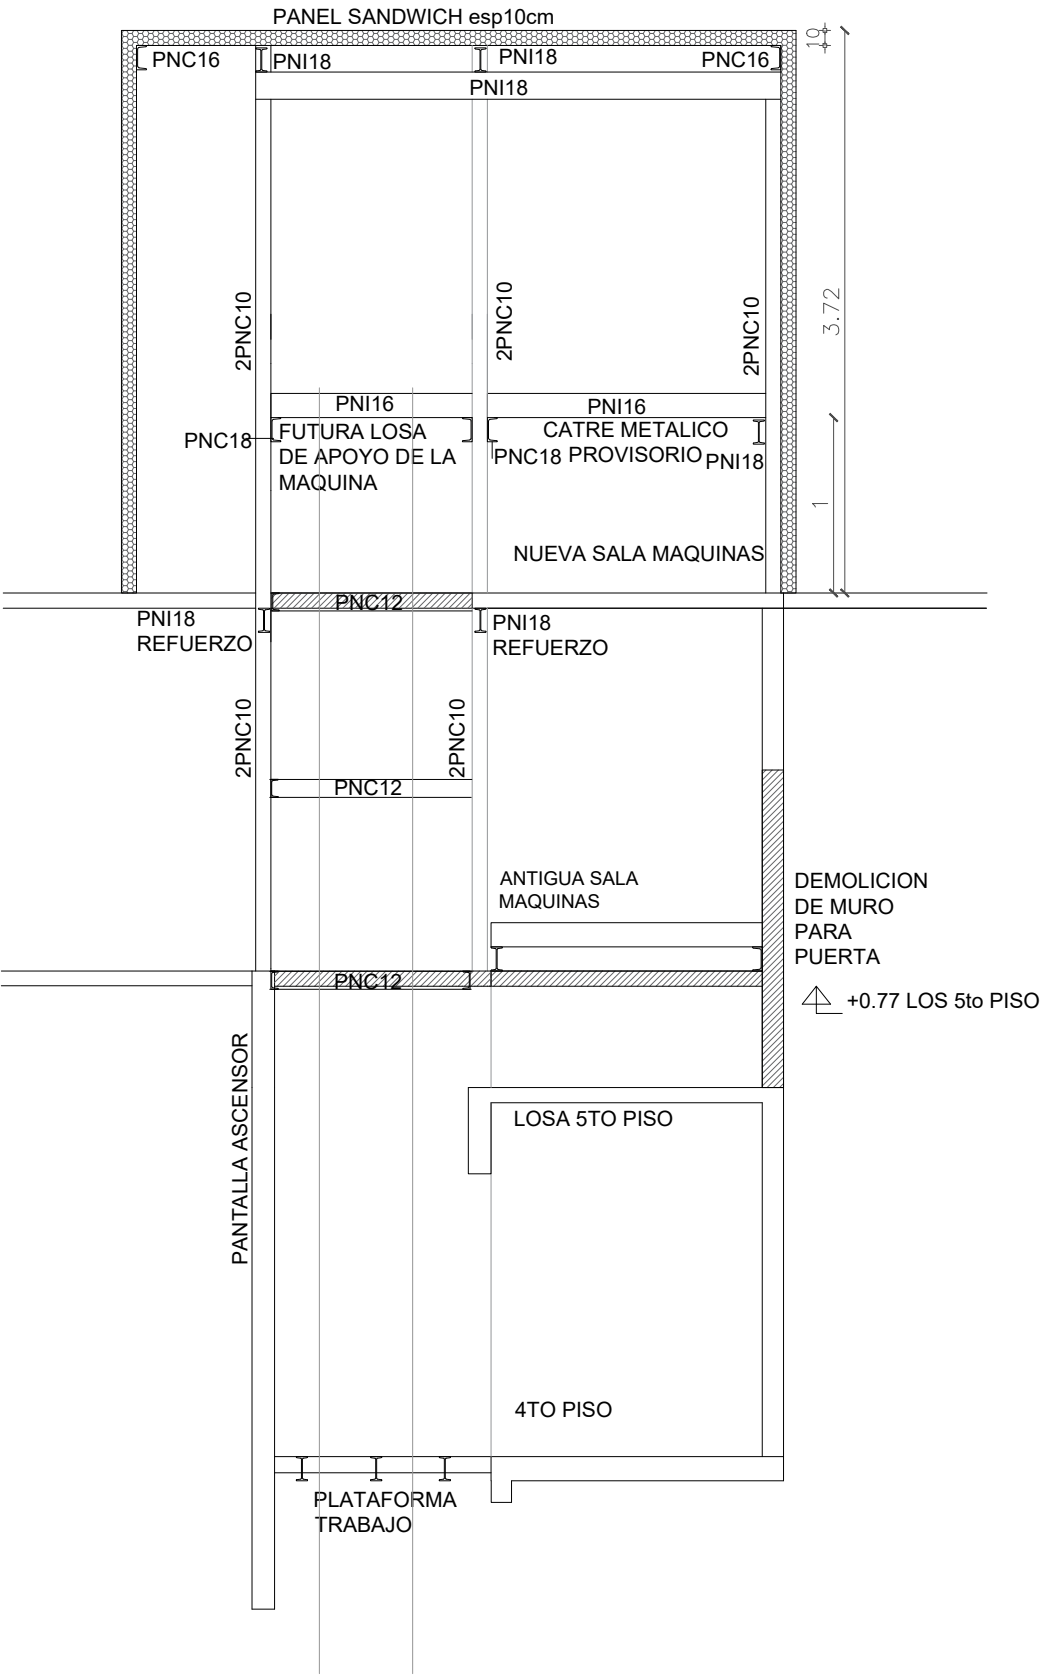 PANEL SANDWICH esp10cm
10
PNC16
PNI18
PNI18
PNC16
PNI18
2PNC10
2PNC10
2PNC10
3.72
PNI16
PNI16
PNC18
FUTURA LOSA
DE APOYO DE LA
MAQUINA
CATRE METALICO
PNC18 PROVISORIO PNI18
1
NUEVA SALA MAQUINAS
PNC12
PNI18
REFUERZO
PNI18
REFUERZO
2PNC10
2PNC10
PNC12
ANTIGUA SALA
MAQUINAS
DEMOLICION
DE MURO
PARA
PUERTA
PNC12
+0.77 LOS 5to PISO
PANTALLA ASCENSOR
LOSA 5TO PISO
4TO PISO
PLATAFORMA
TRABAJO